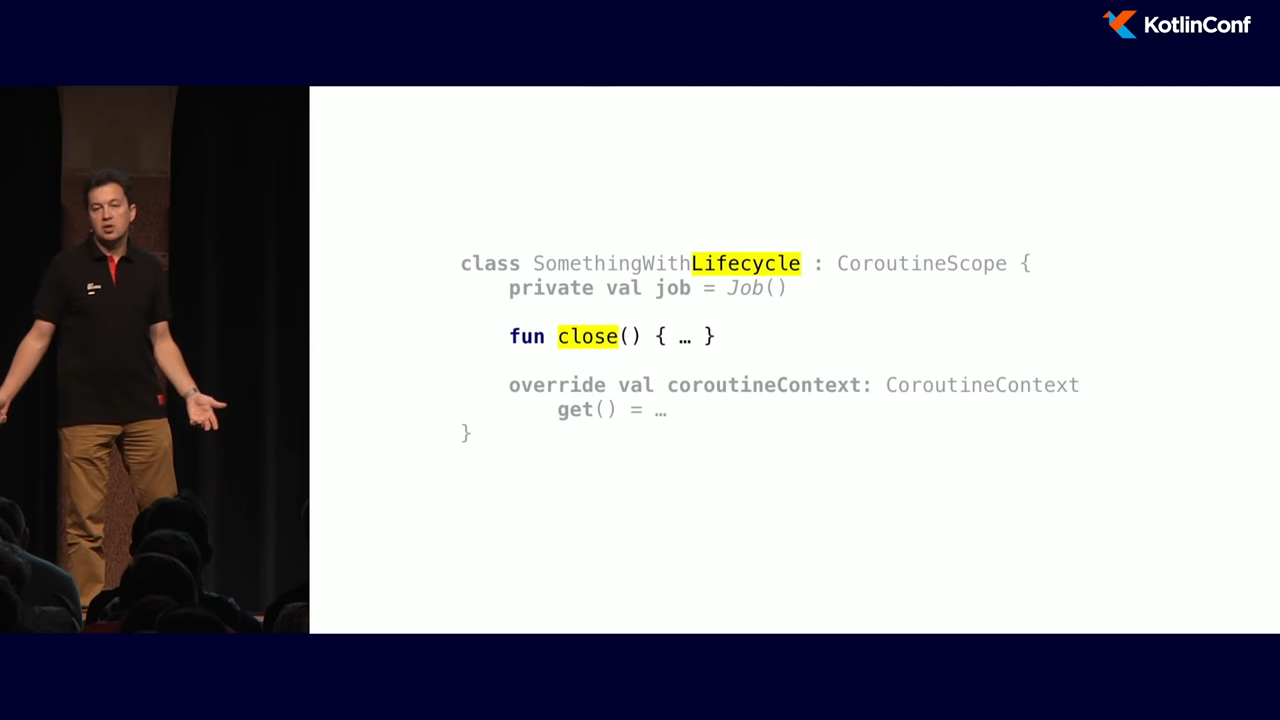 KotlinConf
class SomethingWithLifecycle : CoroutineScope {
private val job = Job()
fun close() { … }
override val coroutineContext: CoroutineContext
get() = …
}